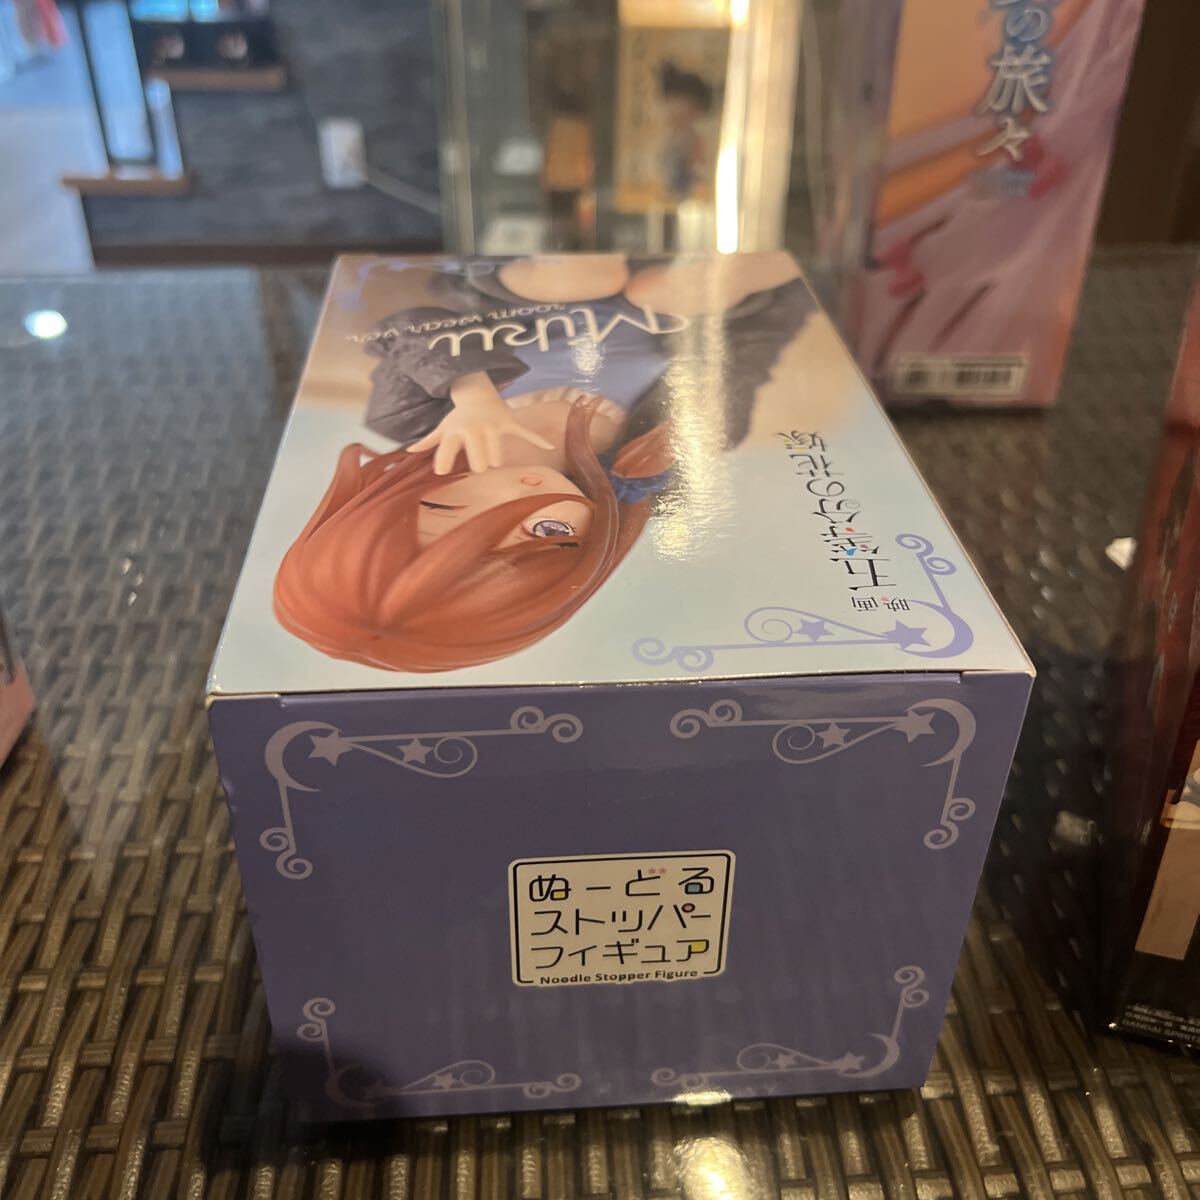 Miku
room wear ver.
映画 五等分の花嫁
ぬーどる
ストッパー
フィギュア
Noodle Stopper Figure
の旅々